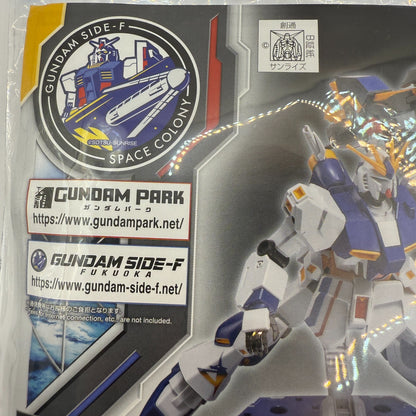 GUNDAM SIDE-F
©SOTSU・SUNRISE
SPACE COLONY
創通
©
サンライズ
GUNDAM PARK
ガンダムパーク
https://www.gundampark.net/
GUNDAM SIDE-F
FUKUOKA
https://www.gundam-side-f.net/
internet connection, etc. are not included.